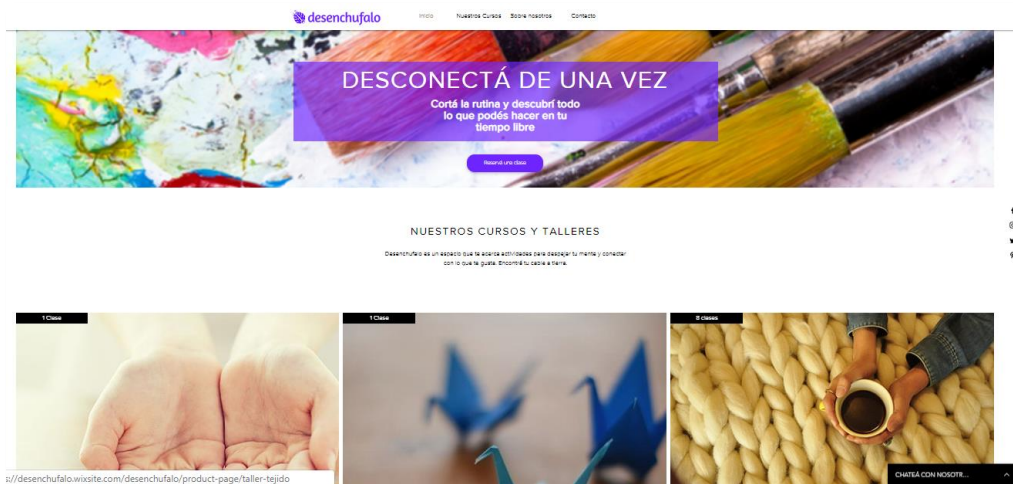 desenchufalo
Inicio
Nuestros Cursos
Sobre nosotros
Contacto
DESCONECTÁ DE UNA VEZ
Cortá la rutina y descubrí todo
lo que podés hacer en tu
tiempo libre
Reservá una clase
NUESTROS CURSOS Y TALLERES
Desenchufalo es un espacio que te acerca actividades para despejar tu mente y conectar
con lo que te gusta. Encontrá tu cable a tierra.
1 Clase
1 Clase
8 clases
s://desenchufalo.wixsite.com/desenchufalo/product-page/taller-tejido
CHATEÁ CON NOSOTR...